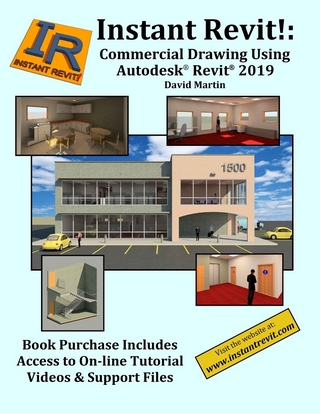 IR
INSTANT REVIT!
Instant Revit!:
Commercial Drawing Using
Autodesk® Revit® 2019
David Martin
1500
Book Purchase Includes
Access to On-line Tutorial
Videos & Support Files
Visit the website at:
www.instantrevit.com